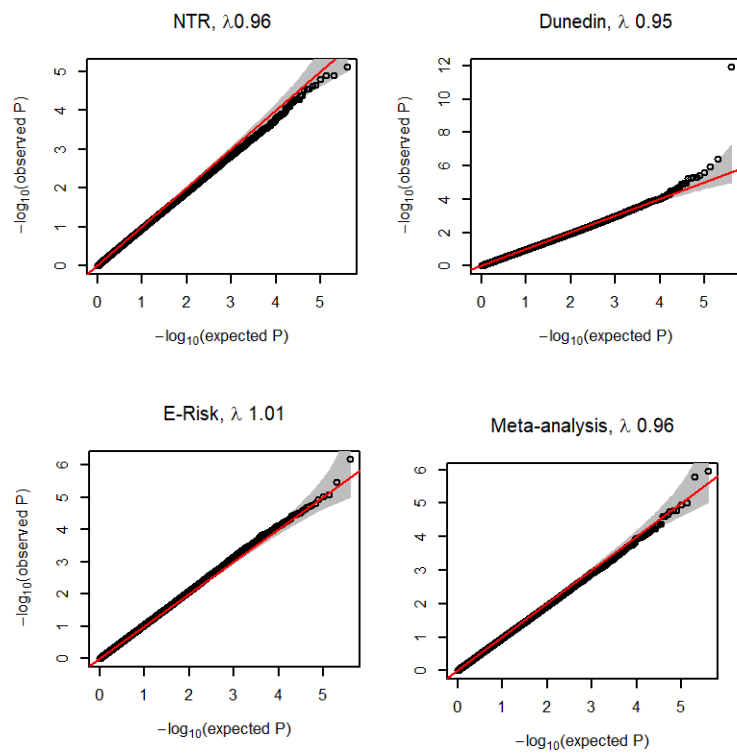 NTR, λ0.96
5
4
3
2
1
0
−log10(observed P)
0 1 2 3 4 5
−log10(expected P)
Dunedin, λ 0.95
12
10
8
6
4
2
0
−log10(observed P)
0 1 2 3 4 5
−log10(expected P)
E-Risk, λ 1.01
6
5
4
3
2
1
0
−log10(observed P)
0 1 2 3 4 5
−log10(expected P)
Meta-analysis, λ 0.96
6
5
4
3
2
1
0
−log10(observed P)
0 1 2 3 4 5
−log10(expected P)